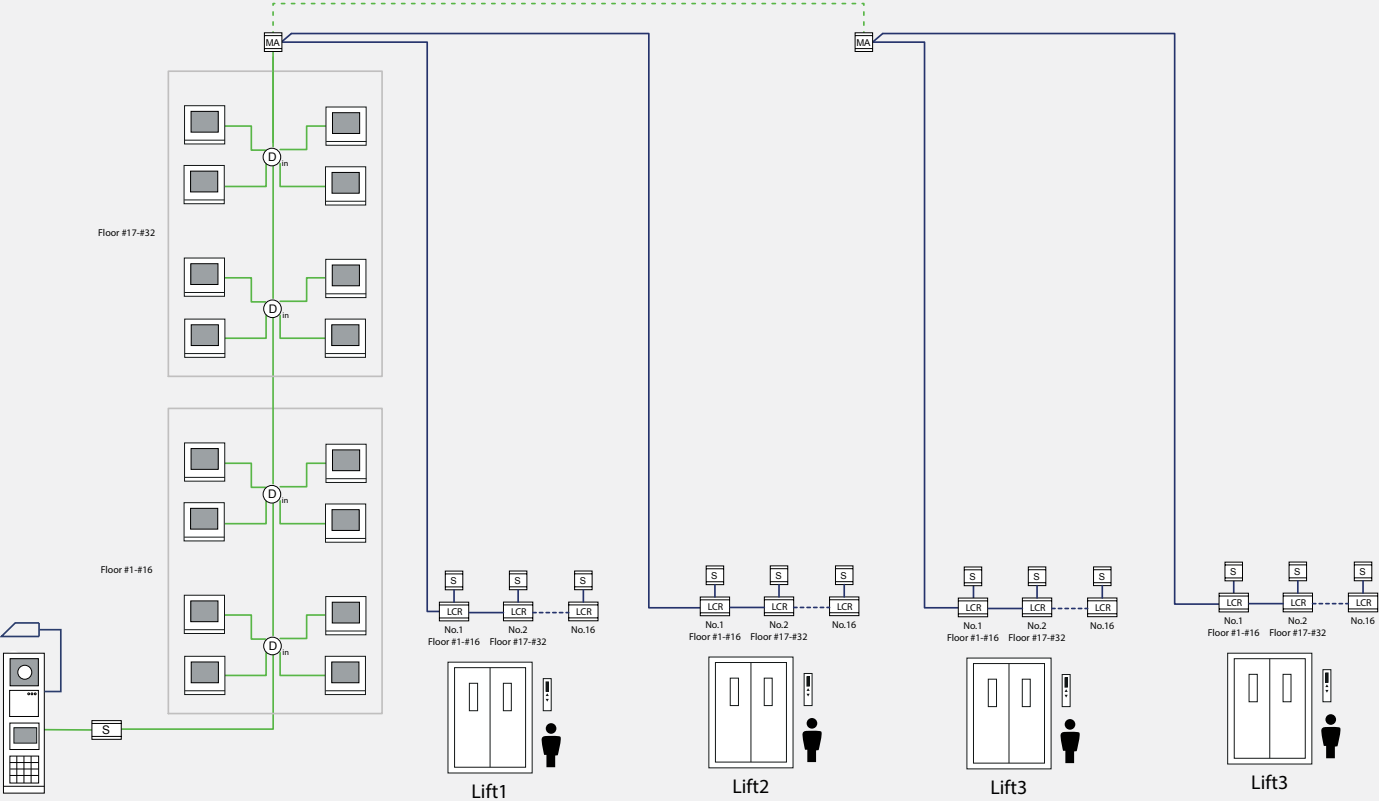 MA
MA
D
in
Floor #17-#32
D
in
D
in
Floor #1-#16
D
in
S
S
S
S
LCR
LCR
LCR
No.1
No.2
No.16
Floor #1-#16
Floor #17-#32
Lift1
S
S
S
LCR
LCR
LCR
No.1
No.2
No.16
Floor #1-#16
Floor #17-#32
Lift2
S
S
S
LCR
LCR
LCR
No.1
No.2
No.16
Floor #1-#16
Floor #17-#32
Lift3
S
S
S
LCR
LCR
LCR
No.1
No.2
No.16
Floor #1-#16
Floor #17-#32
Lift3